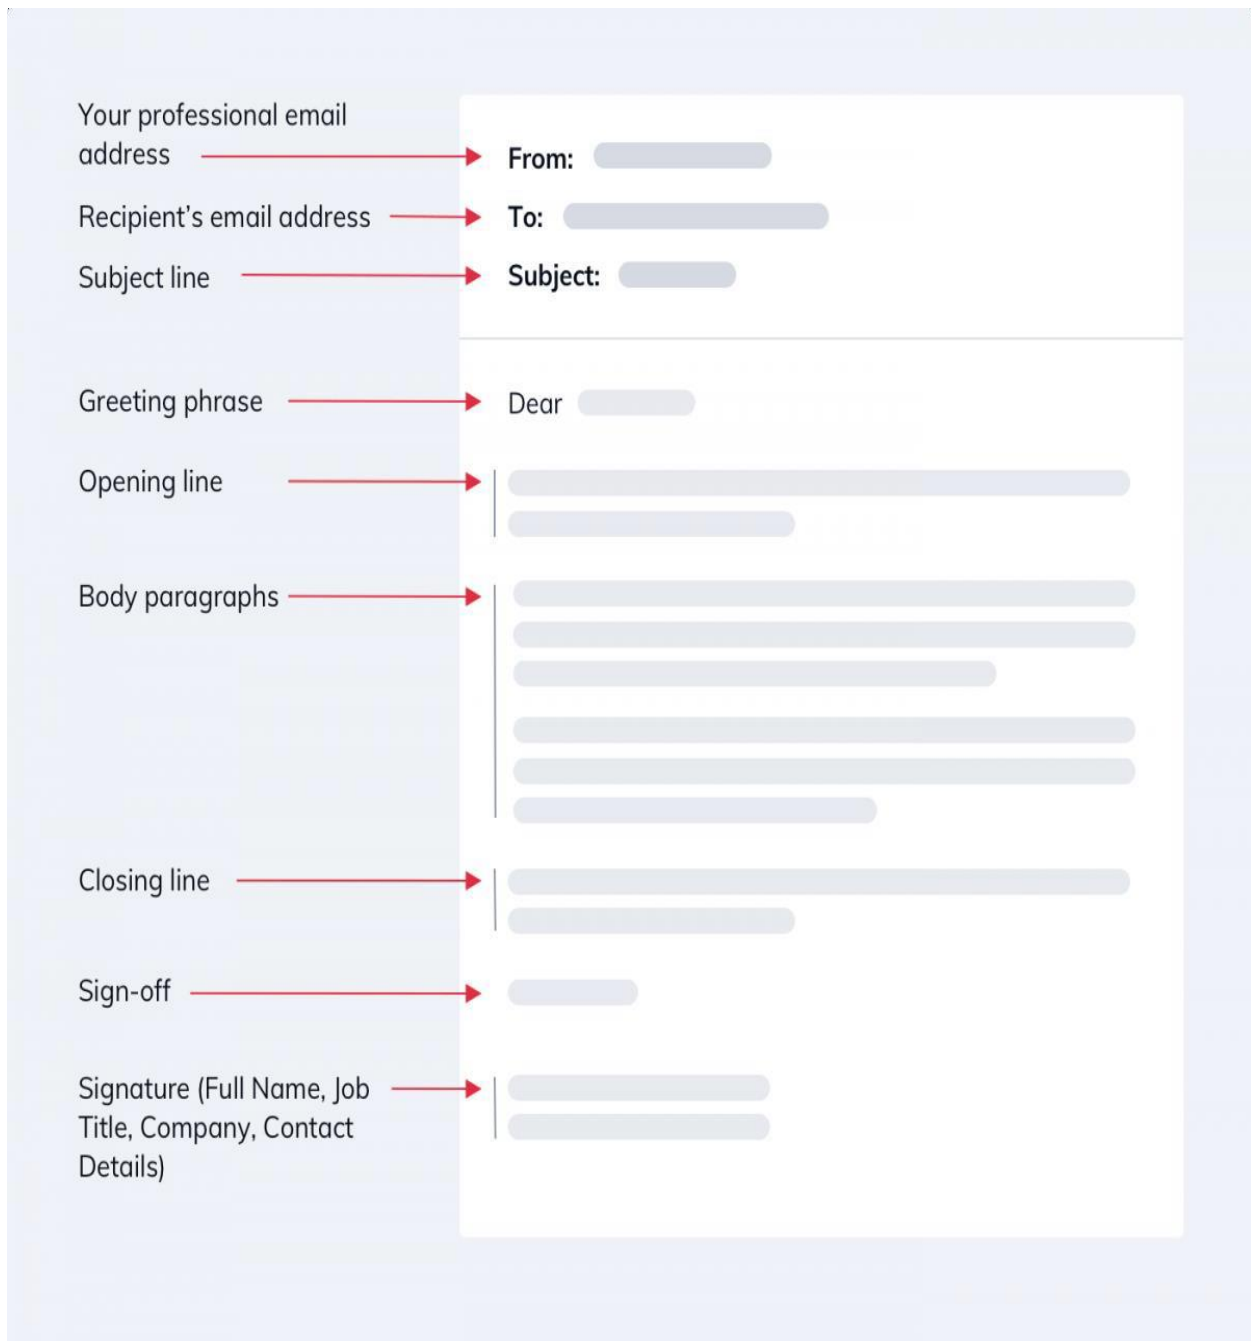 Your professional email
address
From:
Recipient’s email address
To:
Subject line
Subject:
Greeting phrase
Dear
Opening line
Body paragraphs
Closing line
Sign-off
Signature (Full Name, Job
Title, Company, Contact
Details)